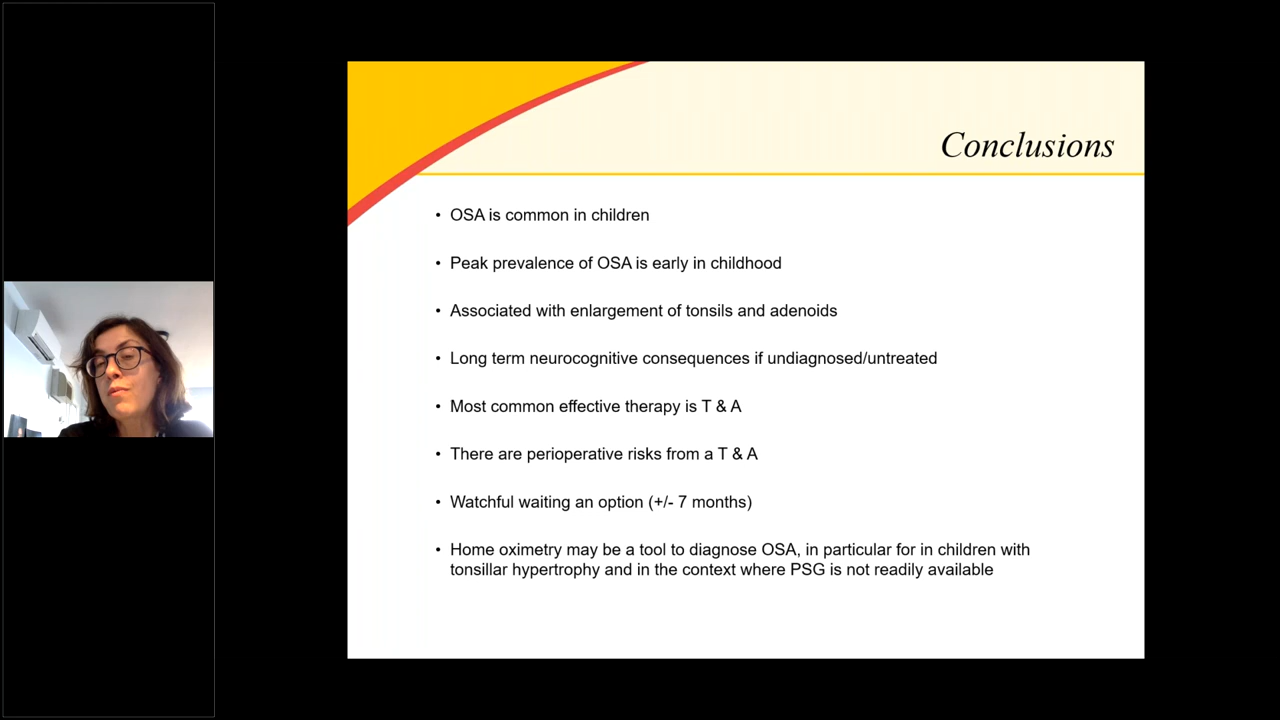 Conclusions
• OSA is common in children
• Peak prevalence of OSA is early in childhood
• Associated with enlargement of tonsils and adenoids
• Long term neurocognitive consequences if undiagnosed/untreated
• Most common effective therapy is T & A
• There are perioperative risks from a T & A
• Watchful waiting an option (+/- 7 months)
• Home oximetry may be a tool to diagnose OSA, in particular for in children with
tonsillar hypertrophy and in the context where PSG is not readily available